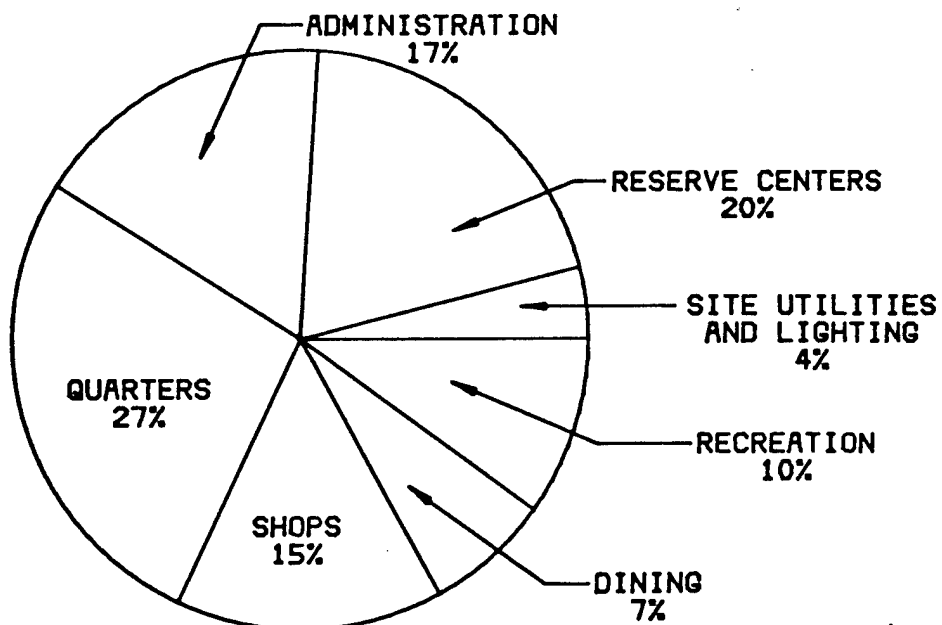 ADMINISTRATION
17%
RESERVE CENTERS
20%
SITE UTILITIES
AND LIGHTING
4%
QUARTERS
27%
RECREATION
10%
SHOPS
15%
DINING
7%